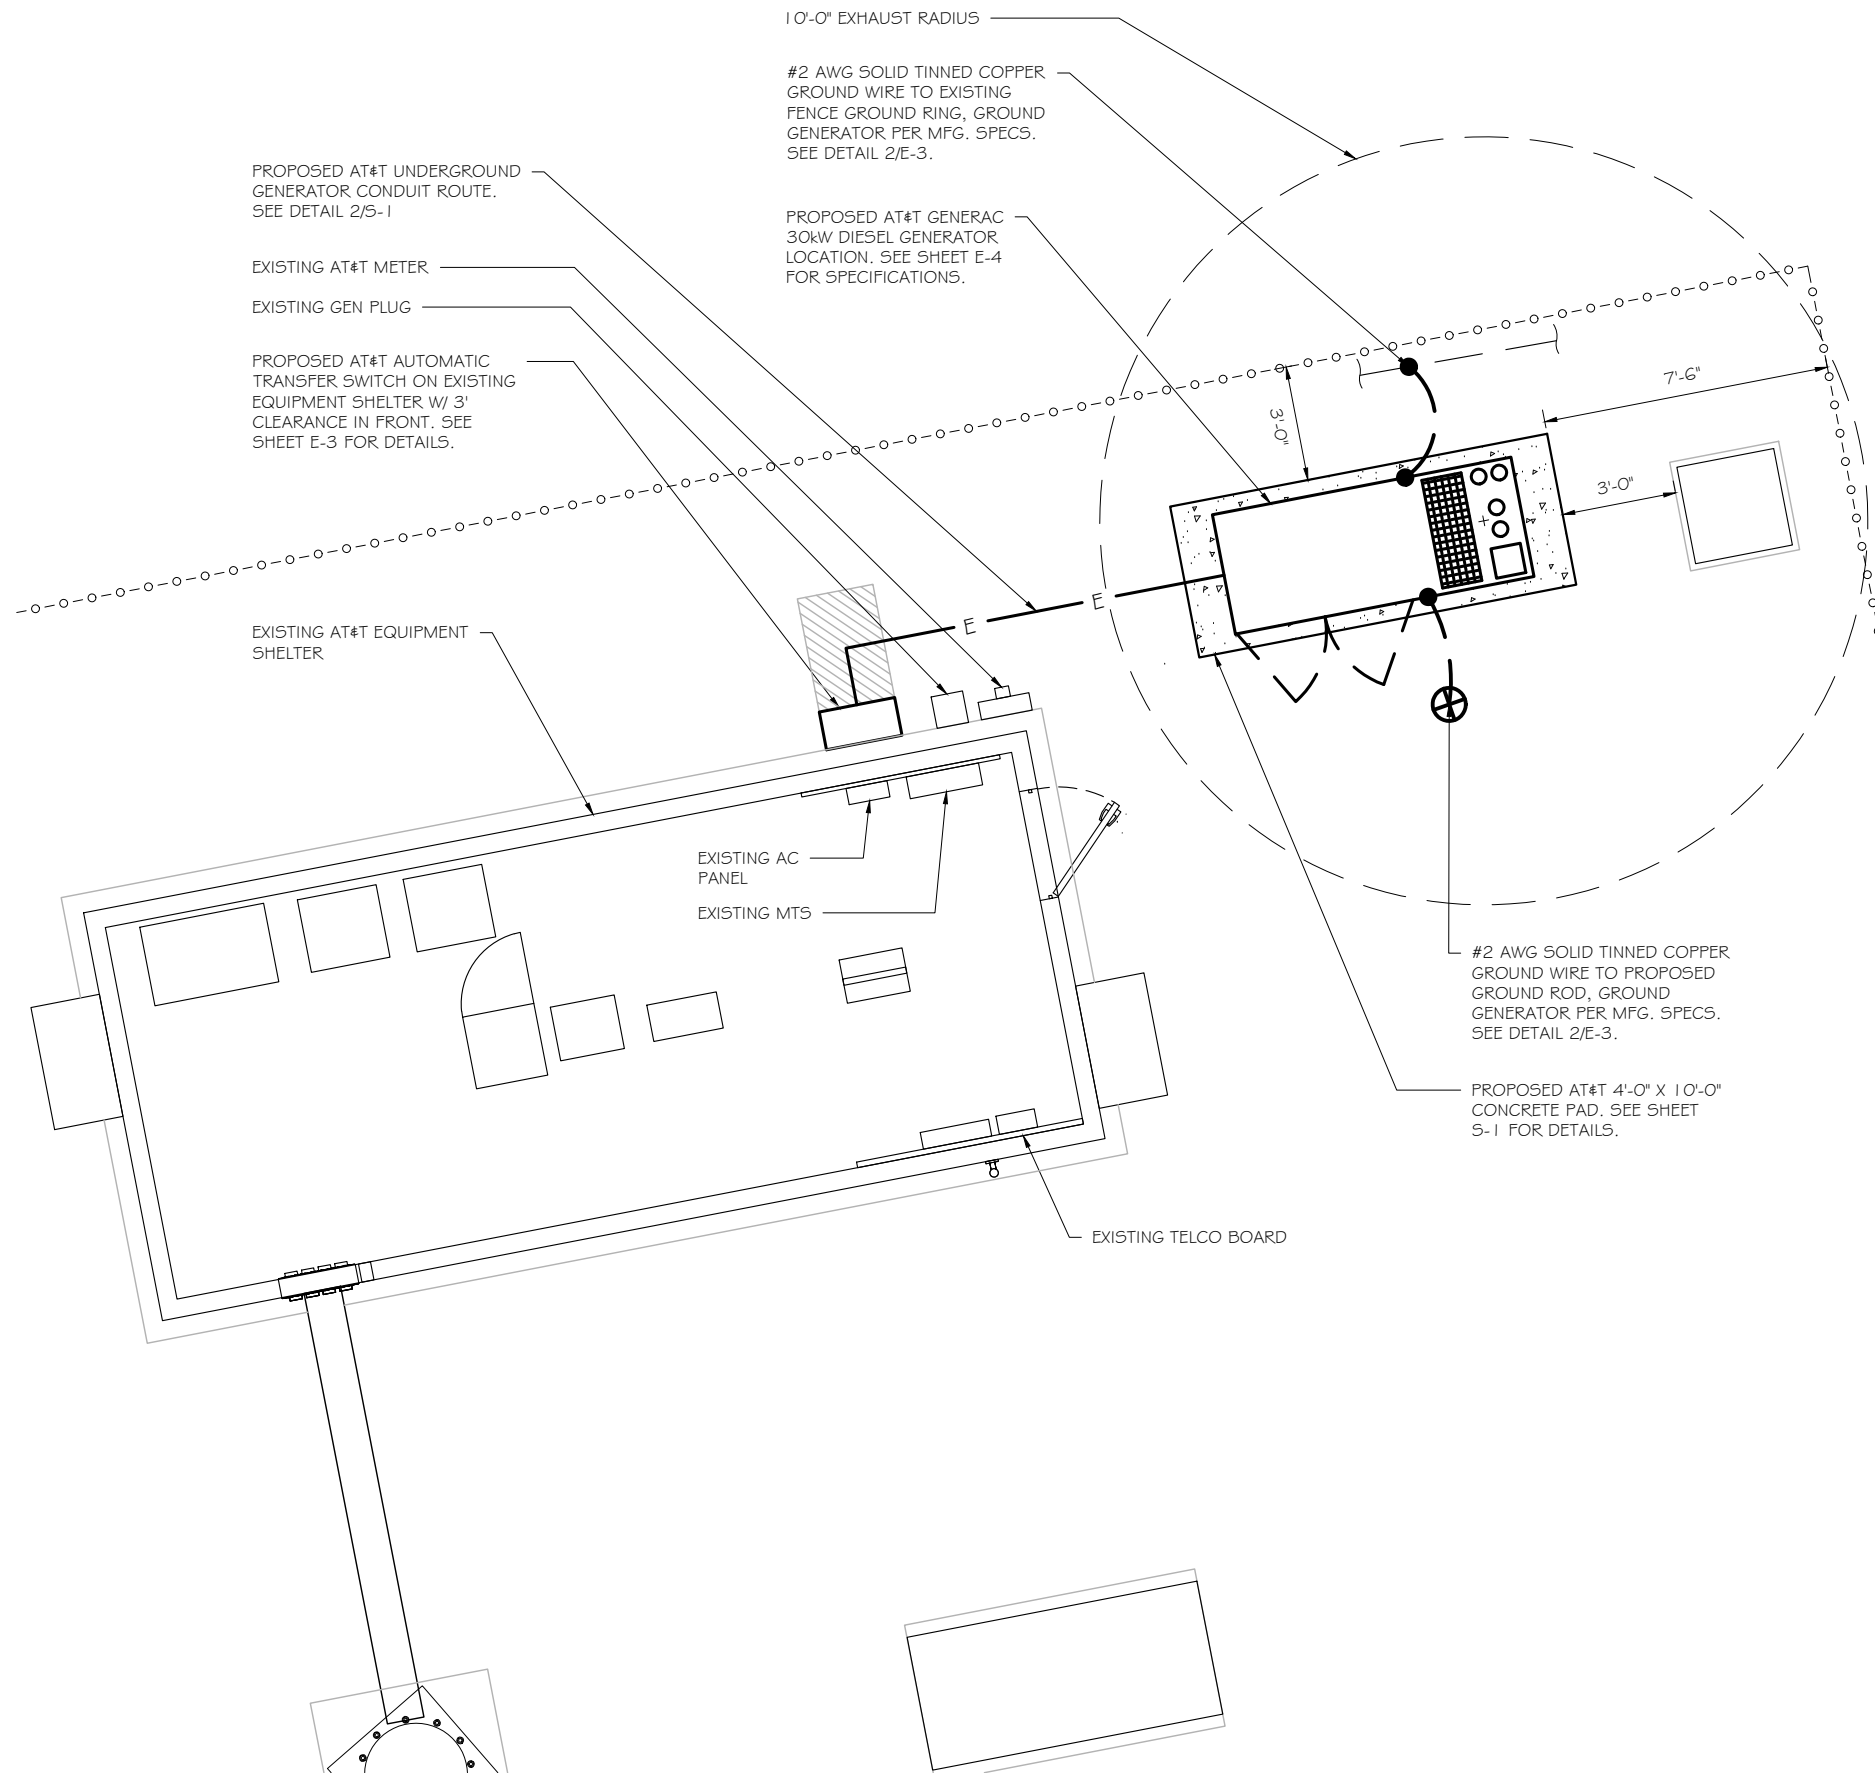 10'-0" EXHAUST RADIUS
#2 AWG SOLID TINNED COPPER
GROUND WIRE TO EXISTING
FENCE GROUND RING, GROUND
GENERATOR PER MFG. SPECS.
SEE DETAIL 2/E-3.
PROPOSED AT&T UNDERGROUND
GENERATOR CONDUIT ROUTE.
SEE DETAIL 2/S-1
PROPOSED AT&T GENERAC
30kW DIESEL GENERATOR
LOCATION. SEE SHEET E-4
FOR SPECIFICATIONS.
EXISTING AT&T METER
EXISTING GEN PLUG
PROPOSED AT&T AUTOMATIC
TRANSFER SWITCH ON EXISTING
EQUIPMENT SHELTER W/ 3'
CLEARANCE IN FRONT. SEE
SHEET E-3 FOR DETAILS.
7'-6"
3'-0"
3'-0"
E
E
EXISTING AT&T EQUIPMENT
SHELTER
EXISTING AC
PANEL
EXISTING MTS
#2 AWG SOLID TINNED COPPER
GROUND WIRE TO PROPOSED
GROUND ROD, GROUND
GENERATOR PER MFG. SPECS.
SEE DETAIL 2/E-3.
PROPOSED AT&T 4'-0" X 10'-0"
CONCRETE PAD. SEE SHEET
S-1 FOR DETAILS.
EXISTING TELCO BOARD